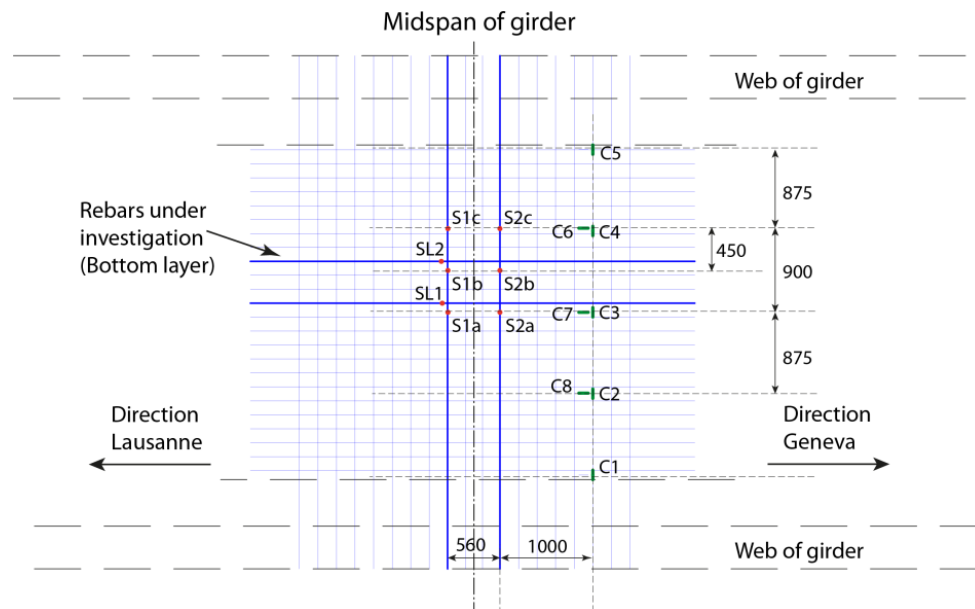 Midspan of girder
Web of girder
C5
875
Rebars under
investigation
(Bottom layer)
S1c
S2c
C6
C4
450
SL2
900
S1b
S2b
SL1
C7
C3
S1a
S2a
875
C8
C2
Direction
Lausanne
Direction
Geneva
C1
560
1000
Web of girder